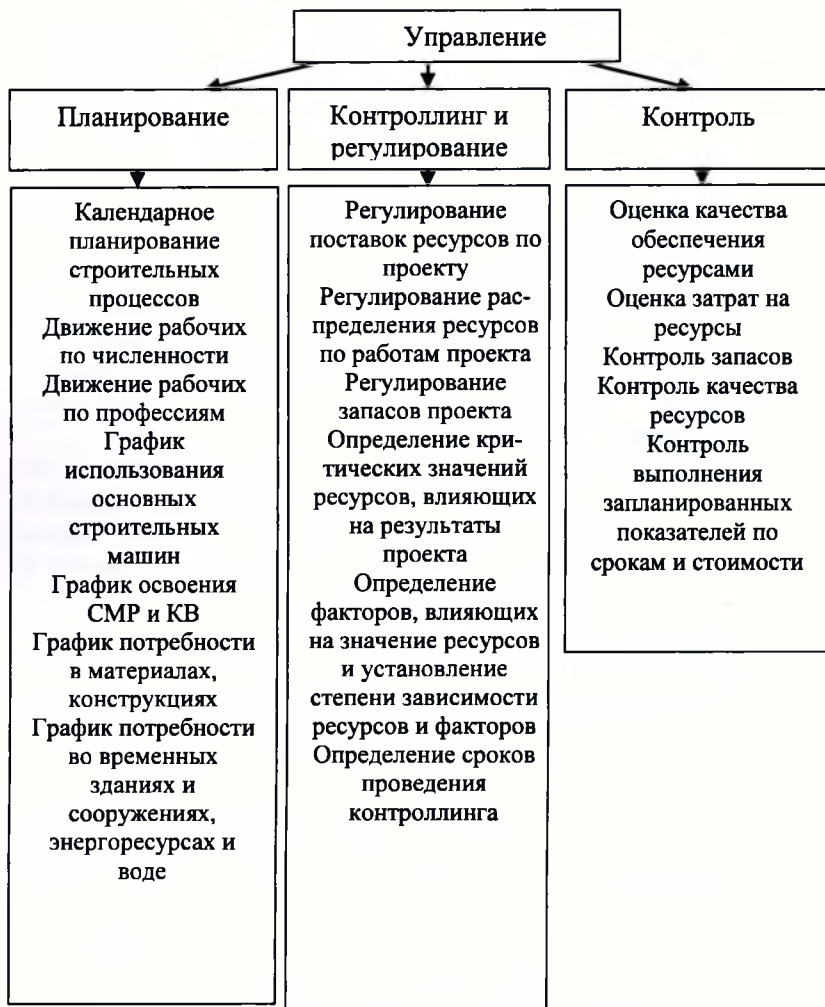 Управление
Планирование
Контроллинг и
регулирование
Контроль
Календарное
планирование
строительных
процессов
Движение рабочих
по численности
Движение рабочих
по профессиям
График
использования
основных
строительных
машин
График освоения
СМР и КВ
График потребности
в материалах,
конструкциях
График потребности
во временных
зданиях и
сооружениях,
энергоресурсах и
воде
Регулирование
поставок ресурсов по
проекту
Регулирование рас-
пределения ресурсов
по работам проекта
Регулирование
запасов проекта
Определение кри-
тических значений
ресурсов, влияющих
на результаты
проекта
Определение
факторов, влияющих
на значение ресурсов
и установление
степени зависимости
ресурсов и факторов
Определение сроков
проведения
контроллинга
Оценка качества
обеспечения
ресурсами
Оценка затрат на
ресурсы
Контроль запасов
Контроль качества
ресурсов
Контроль
выполнения
запланированных
показателей по
срокам и стоимости